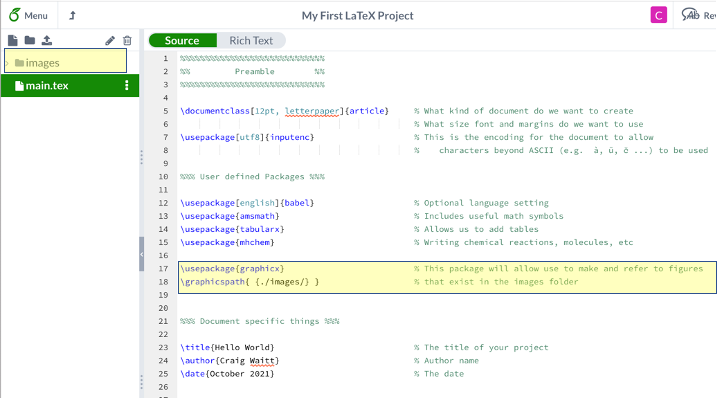 Menu
My First LaTeX Project
C
Rev
Source
Rich Text
images
main.tex
1 %%%%%%%%%%%%%%%%%%%%%%%%%%%%%
2 %% Preamble %%
3 %%%%%%%%%%%%%%%%%%%%%%%%%%%%%
4
5 \documentclass[12pt, letterpaper]{article} % What kind of document do we want to create
6 % What size font and margins do we want to use
7 \usepackage[utf8]{inputenc} % This is the encoding for the document to allow
8 % characters beyond ASCII (e.g. à, ü, ĉ ...) to be used
9
10 %%% User defined Packages %%%
11
12 \usepackage[english]{babel} % Optional language setting
13 \usepackage{amsmath} % Includes useful math symbols
14 \usepackage{tabularx} % Allows us to add tables
15 \usepackage{mhchem} % Writing chemical reactions, molecules, etc
16
17 \usepackage{graphicx} % This package will allow use to make and refer to figures
18 \graphicspath{ {./images/} } % that exist in the images folder
19
20
21 %%% Document specific things %%%
22
23 \title{Hello World} % The title of your project
24 \author{Craig Waitt} % Author name
25 \date{October 2021} % The date
26